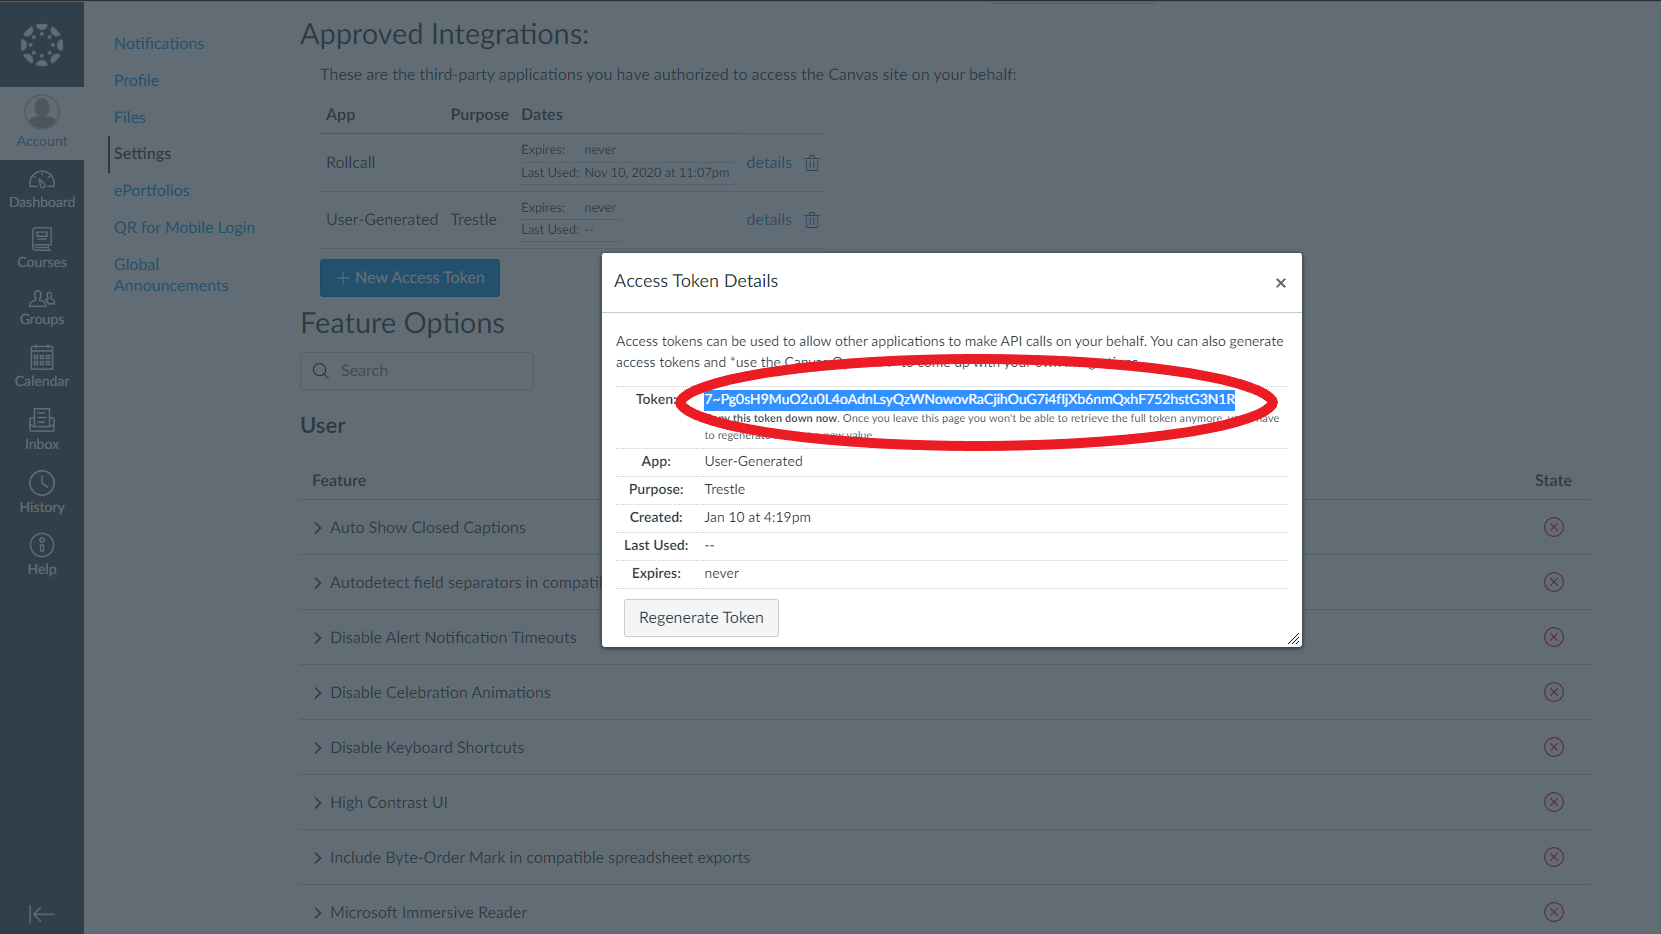 Notifications
Profile
Files
Settings
ePortfolios
QR for Mobile Login
Global
Announcements
Account
Dashboard
Courses
Groups
Calendar
Inbox
History
Help
Approved Integrations:
These are the third-party applications you have authorized to access the Canvas site on your behalf:
App Purpose Dates
Rollcall Expires: never details
Last Used: Nov 10, 2020 at 11:07pm
User-Generated Trestle Expires: never details
Last Used: --
+ New Access Token
Feature Options
Search
User
Feature State
Auto Show Closed Captions
Autodetect field separators in
Disable Alert Notification Timeouts
Disable Celebration Animations
Disable Keyboard Shortcuts
High Contrast UI
Include Byte-Order Mark in compatible spreadsheet exports
Microsoft Immersive Reader
Access Token Details
×
Access tokens can be used to allow other applications to make API calls on your behalf. You can also generate
access tokens and *use the to come up with your own
Token: 7~Pg0sH9MuO2u0L4oAdnLsyQzWNowovRaCjihOuG7i4fIjXb6nmQxhF752hstG3N1R
this token down now. Once you leave this page you won't be able to retrieve the full token anymore, have
to regenerate new value.
App: User-Generated
Purpose: Trestle
Created: Jan 10 at 4:19pm
Last Used: --
Expires: never
Regenerate Token